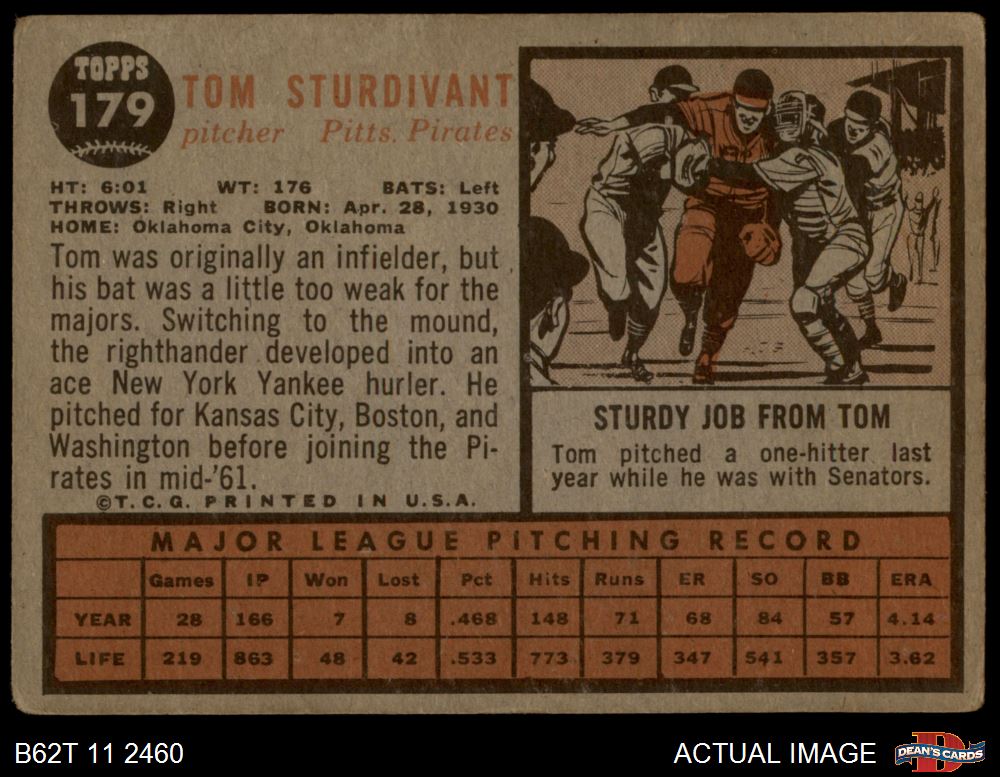 TOPPS
179
TOM STURDIVANT
pitcher Pitts. Pirates
HT: 6:01 WT: 176 BATS: Left
THROWS: Right BORN: Apr. 28, 1930
HOME: Oklahoma City, Oklahoma
Tom was originally an infielder, but
his bat was a little too weak for the
majors. Switching to the mound,
the righthander developed into an
ace New York Yankee hurler. He
pitched for Kansas City, Boston, and
Washington before joining the Pi-
rates in mid-'61.
©T.C.G. PRINTED IN U.S.A.
STURDY JOB FROM TOM
Tom pitched a one-hitter last
year while he was with Senators.
MAJOR LEAGUE PITCHING RECORD
Games IP Won Lost Pct Hits Runs ER SO BB ERA
YEAR 28 166 7 8 .468 148 71 68 84 57 4.14
LIFE 219 863 48 42 .533 773 379 347 541 357 3.62
B62T 11 2460 ACTUAL IMAGE
D
DEAN'S CARDS